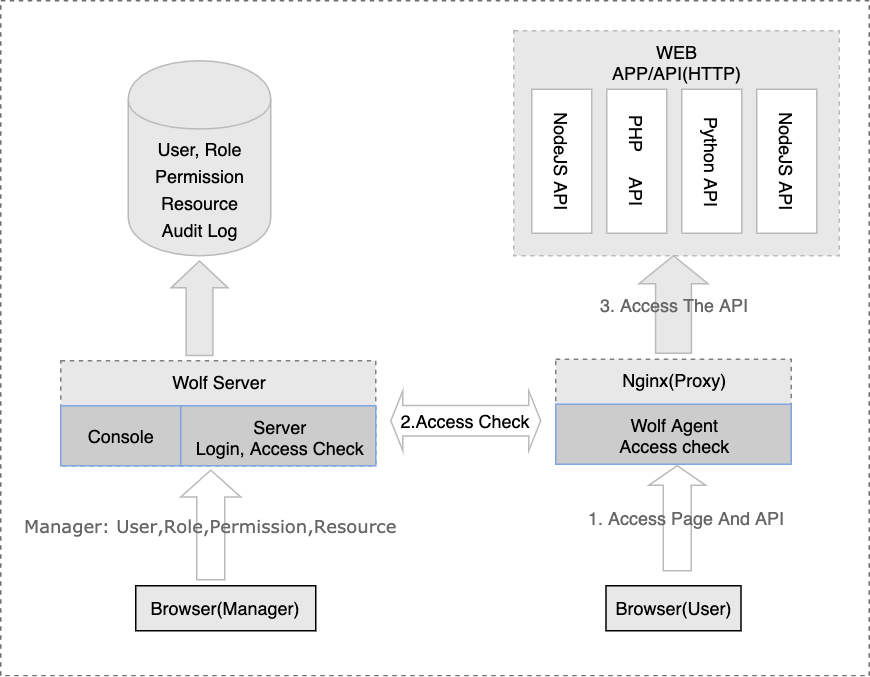 WEB
APP/API(HTTP)
NodeJS API
PHP API
Python API
NodeJS API
User, Role
Permission
Resource
Audit Log
3. Access The API
Wolf Server
Console
Server
Login, Access Check
2.Access Check
Nginx(Proxy)
Wolf Agent
Access check
Manager: User,Role,Permission,Resource
1. Access Page And API
Browser(Manager)
Browser(User)